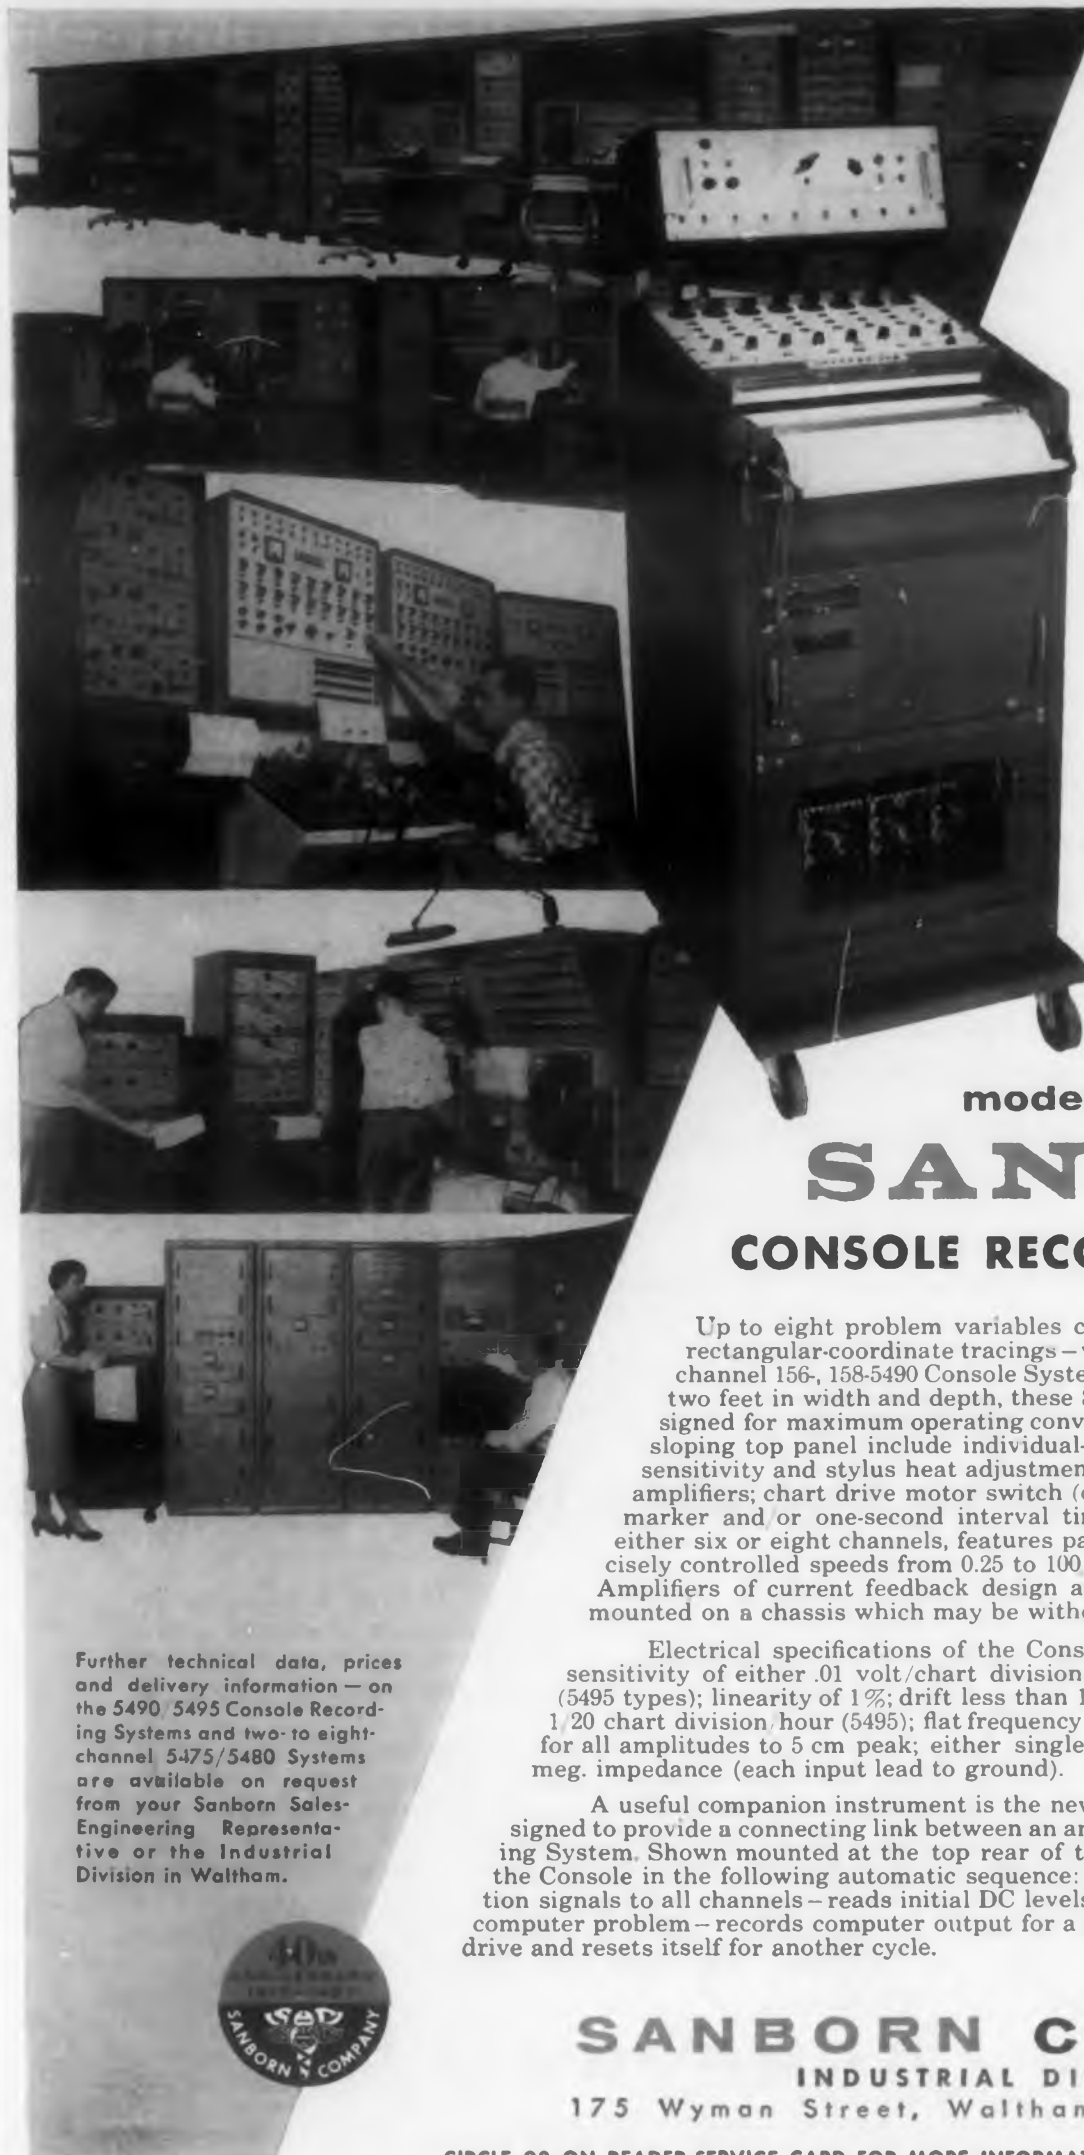 mode
SAN
CONSOLE RECO
Up to eight problem variables c
rectangular-coordinate tracings—
channel 156-, 158-5490 Console Syste
two feet in width and depth, these
signed for maximum operating conv
sloping top panel include individual-
sensitivity and stylus heat adjustmen
amplifiers; chart drive motor switch (
marker and/or one-second interval ti
either six or eight channels, features pa
cisely controlled speeds from 0.25 to 100
Amplifiers of current feedback design a
mounted on a chassis which may be withd
Electrical specifications of the Cons
sensitivity of either .01 volt/chart division
(5495 types); linearity of 1%; drift less than 1
1/20 chart division/hour (5495); flat frequency
for all amplitudes to 5 cm peak; either single
meg. impedance (each input lead to ground).
A useful companion instrument is the nev
signed to provide a connecting link between an an
ing System. Shown mounted at the top rear of t
the Console in the following automatic sequence:
tion signals to all channels—reads initial DC levels
computer problem—records computer output for a
drive and resets itself for another cycle.
Further technical data, prices
and delivery information — on
the 5490/5495 Console Record-
ing Systems and two- to eight-
channel 5475/5480 Systems
are available on request
from your Sanborn Sales-
Engineering Representa-
tive or the Industrial
Division in Waltham.
40th
SANBORN COMPANY
SANBORN C
INDUSTRIAL DI
175 Wyman Street, Waltham